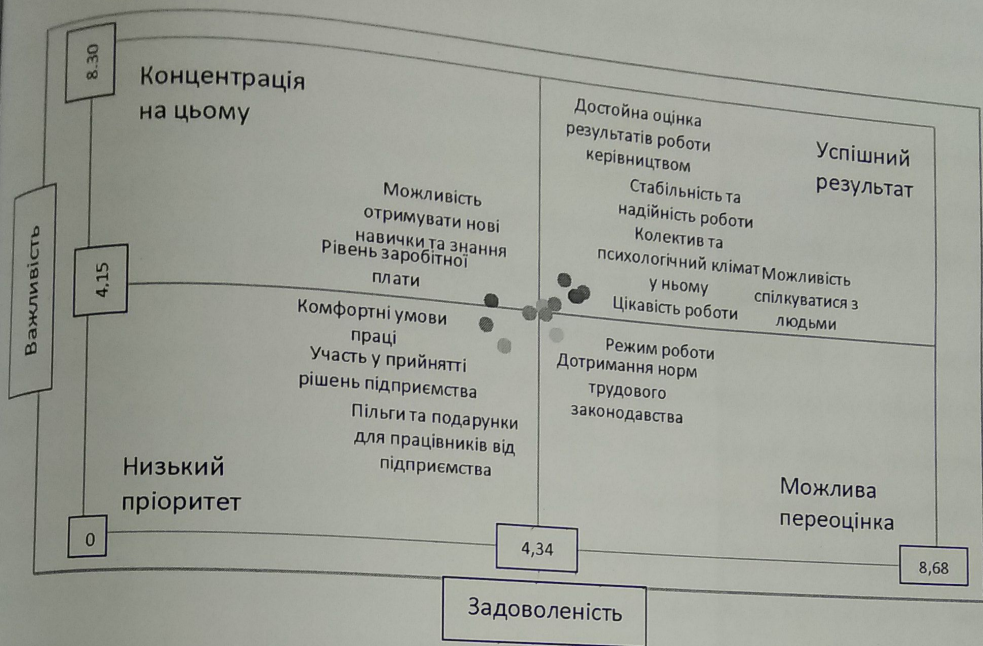 8.30
Концентрація
на цьому
Достойна оцінка
результатів роботи
керівництвом
Успішний
результат
Можливість
отримувати нові
навички та знання
Рівень заробітної
плати
Стабільність та
надійність роботи
Колектив та
психологічний клімат
у ньому
Можливість
спілкуватися з
людьми
Цікавість роботи
Важливість
4,15
Комфортні умови
праці
Участь у прийнятті
рішень підприємства
Пільги та подарунки
для працівників від
підприємства
Режим роботи
Дотримання норм
трудового
законодавства
Низький
пріоритет
Можлива
переоцінка
0
4,34
8,68
Задоволеність